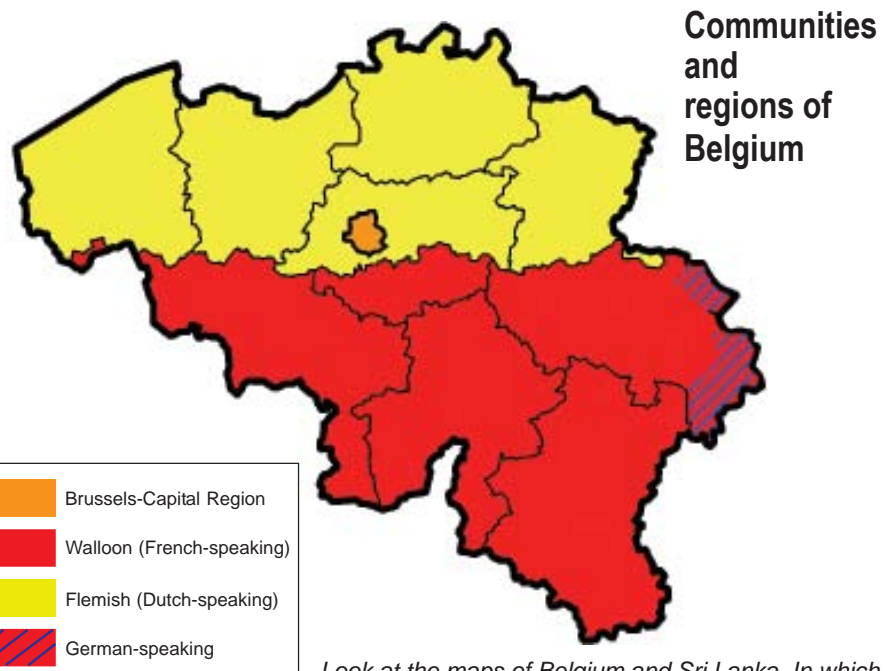 Communities
and
regions of
Belgium
Brussels-Capital Region
Walloon (French-speaking)
Flemish (Dutch-speaking)
German-speaking
Look at the maps of Belgium and Sri Lanka. In which